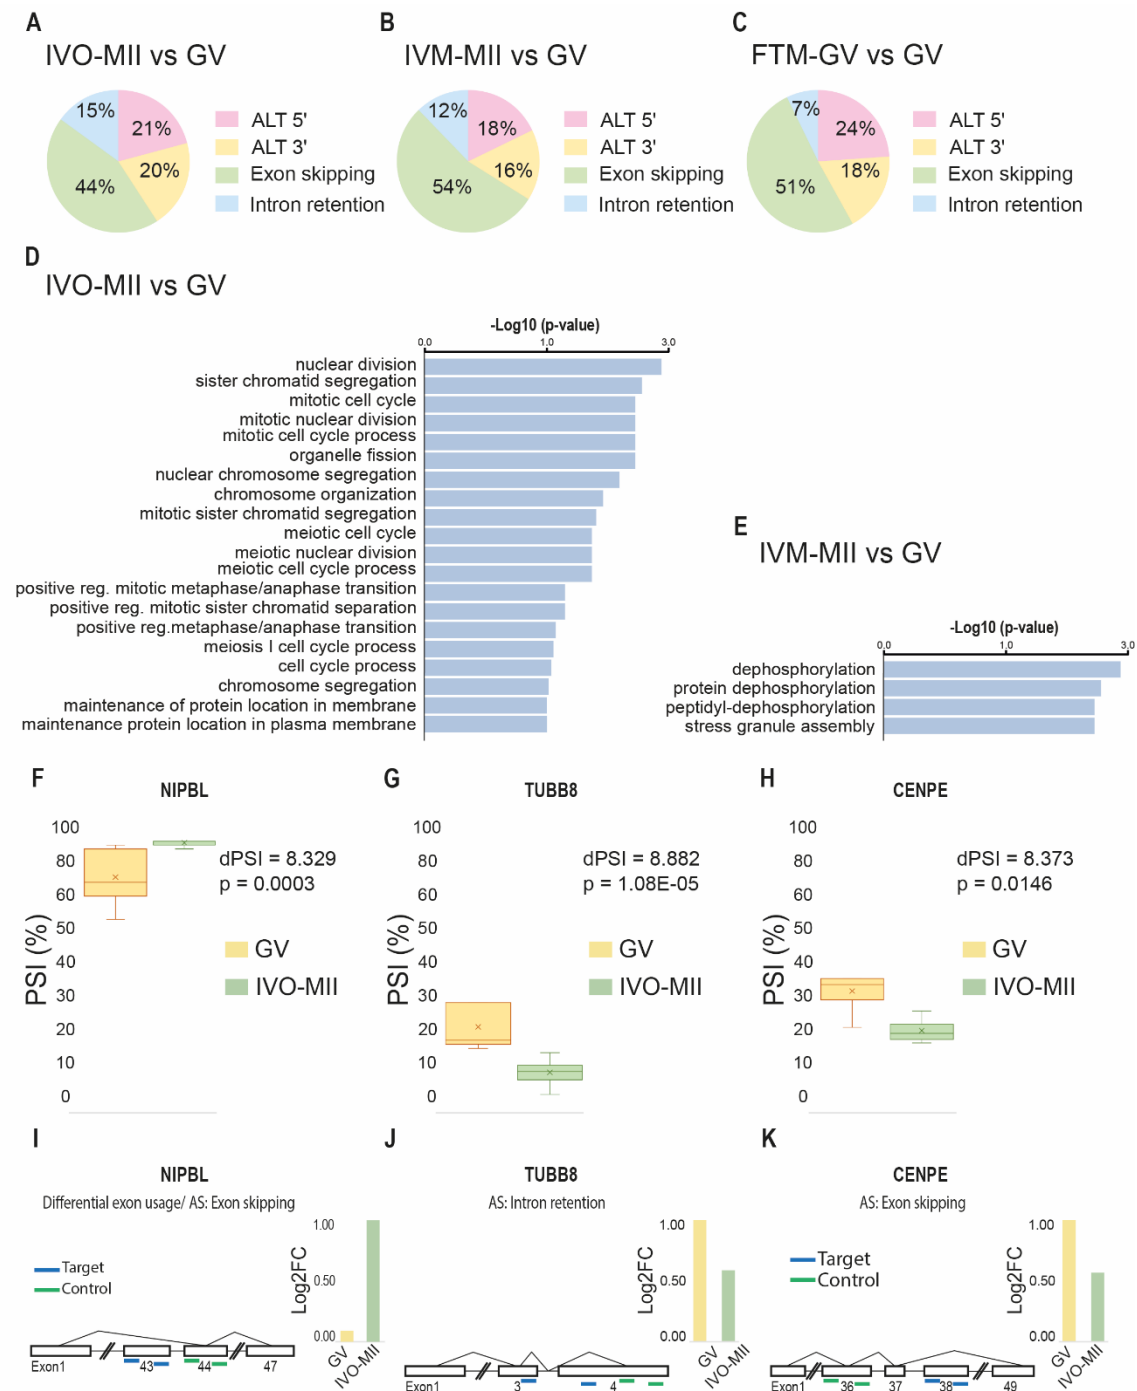 A
IVO-MII vs GV
15%
21%
20%
44%
ALT 5'
ALT 3'
Exon skipping
Intron retention
B
IVM-MII vs GV
12%
18%
16%
54%
ALT 5'
ALT 3'
Exon skipping
Intron retention
C
FTM-GV vs GV
7%
24%
18%
51%
ALT 5'
ALT 3'
Exon skipping
Intron retention
D
IVO-MII vs GV
-Log10 (p-value)
0.0 1.0 3.0
nuclear division
sister chromatid segregation
mitotic cell cycle
mitotic nuclear division
mitotic cell cycle process
organelle fission
nuclear chromosome segregation
chromosome organization
mitotic sister chromatid segregation
meiotic cell cycle
meiotic nuclear division
meiotic cell cycle process
positive reg. mitotic metaphase/anaphase transition
positive reg. mitotic sister chromatid separation
positive reg.metaphase/anaphase transition
meiosis I cell cycle process
cell cycle process
chromosome segregation
maintenance of protein location in membrane
maintenance protein location in plasma membrane
E
IVM-MII vs GV
-Log10 (p-value)
0.0 1.0 3.0
dephosphorylation
protein dephosphorylation
peptidyl-dephosphorylation
stress granule assembly
F
NIPBL
PSI (%)
100
80
60
50
40
30
20
10
0
dPSI = 8.329
p = 0.0003
GV
IVO-MII
G
TUBB8
PSI (%)
100
80
60
50
40
30
20
10
0
dPSI = 8.882
p = 1.08E-05
GV
IVO-MII
H
CENPE
PSI (%)
100
80
60
50
40
30
20
10
0
dPSI = 8.373
p = 0.0146
GV
IVO-MII
I
NIPBL
Differential exon usage/ AS: Exon skipping
Target
Control
Exon1 43 44 47
Log2FC
1.00
0.50
0.00
GV
IVO-MII
J
TUBB8
AS: Intron retention
Exon1 3 4
Log2FC
1.00
0.50
0.00
GV
IVO-MII
K
CENPE
AS: Exon skipping
Target
Control
Exon1 36 37 38 49
Log2FC
1.00
0.50
0.00
GV
IVO-MII